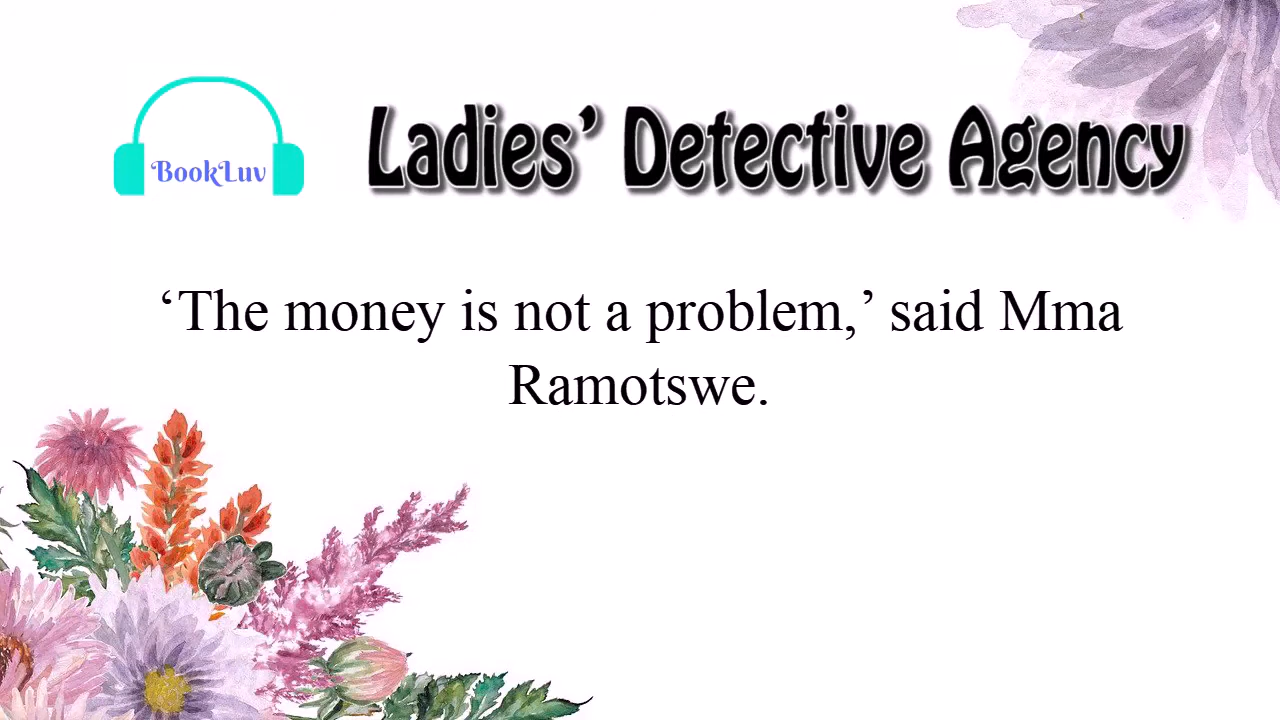 BookLuv
Ladies’ Detective Agency
‘The money is not a problem,’ said Mma
Ramotswe.